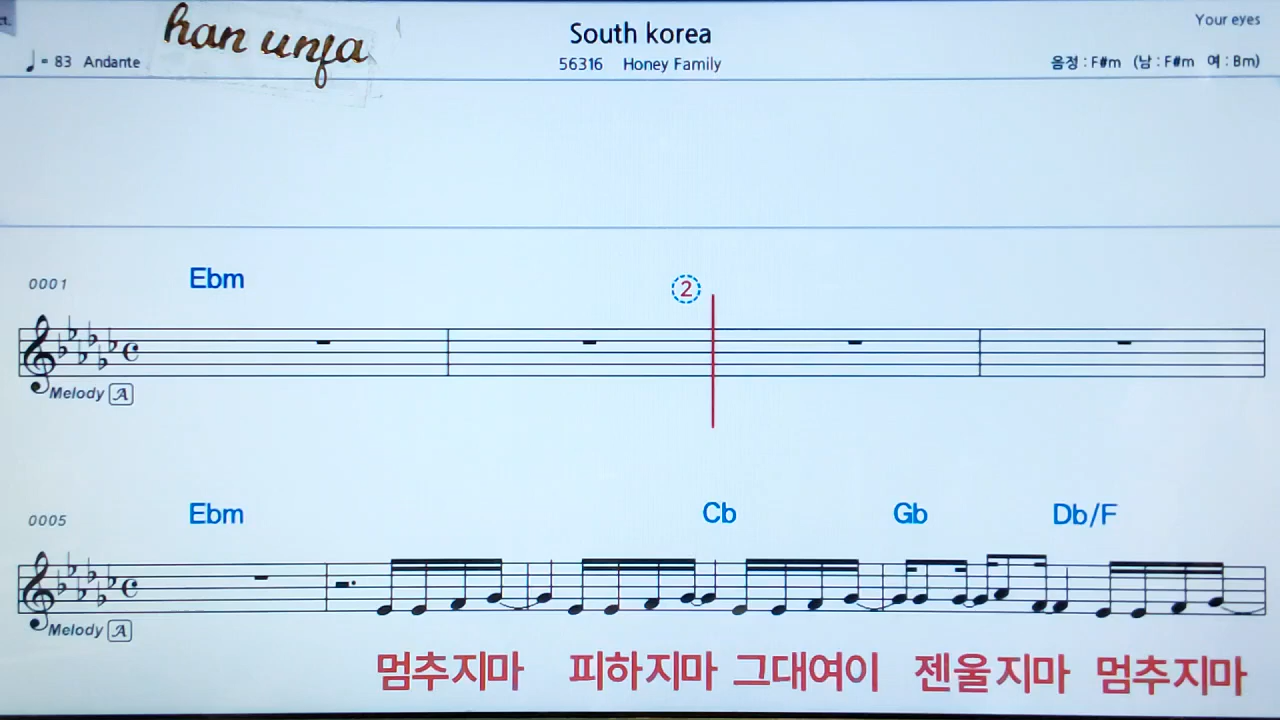 ct.
han unfa
South korea
Your eyes
= 83 Andante
56316 Honey Family
음정 : F#m (남 : F#m 여 : Bm)
0001
Ebm
2
Melody A
0005
Ebm Cb Gb Db/F
Melody A
멈추지마 피하지마 그대여이 젠울지마 멈추지마